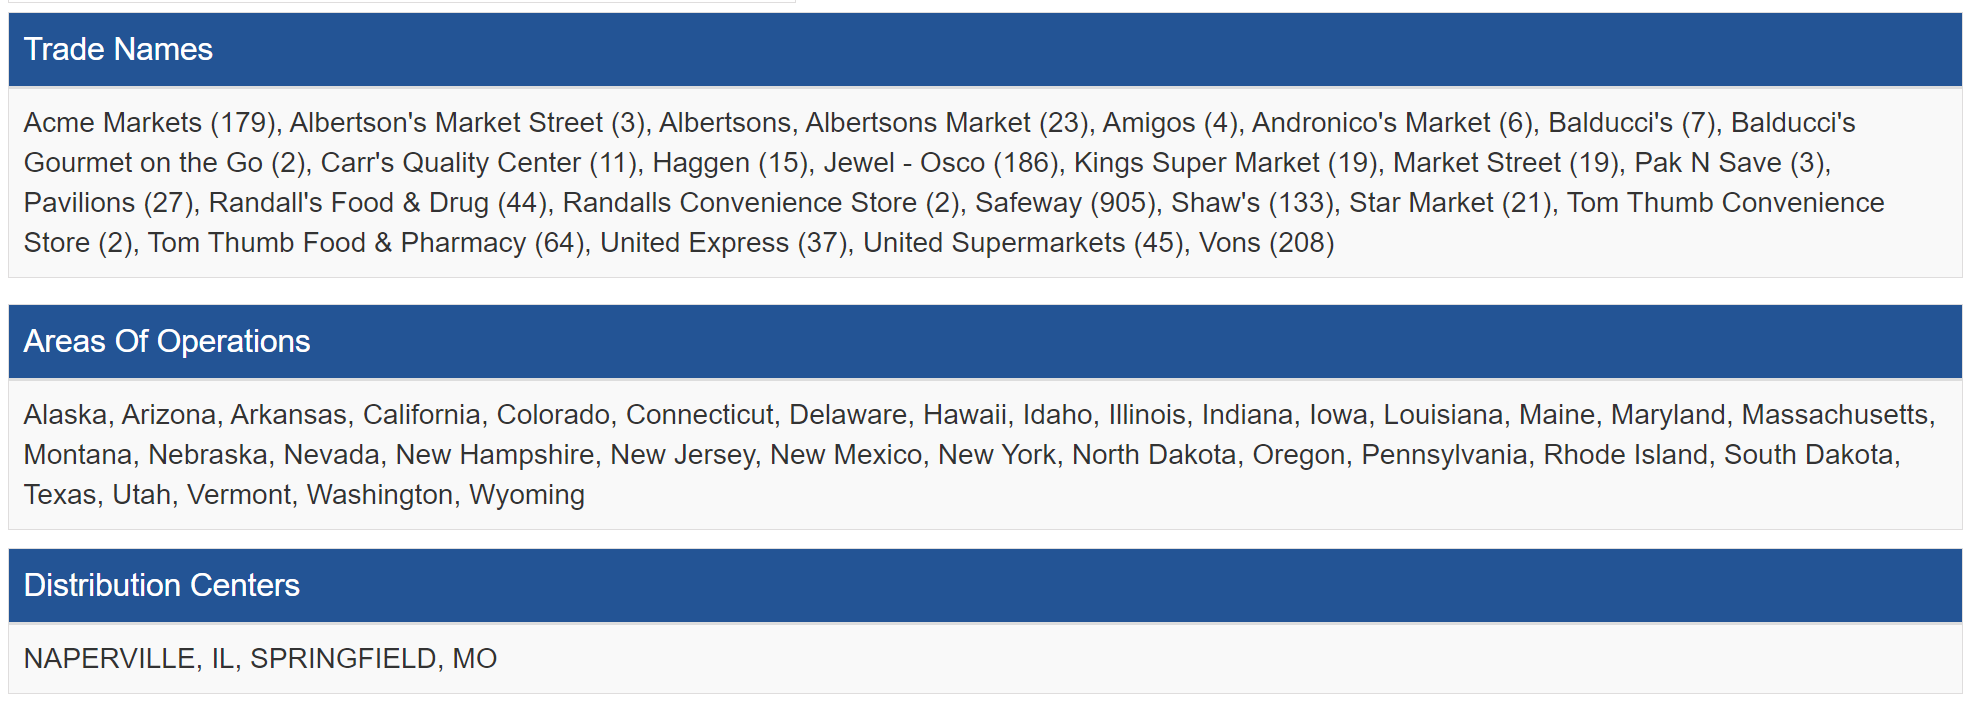 Trade Names
Acme Markets (179), Albertson's Market Street (3), Albertsons, Albertsons Market (23), Amigos (4), Andronico's Market (6), Balducci's (7), Balducci's
Gourmet on the Go (2), Carr's Quality Center (11), Haggen (15), Jewel - Osco (186), Kings Super Market (19), Market Street (19), Pak N Save (3),
Pavilions (27), Randall's Food & Drug (44), Randalls Convenience Store (2), Safeway (905), Shaw's (133), Star Market (21), Tom Thumb Convenience
Store (2), Tom Thumb Food & Pharmacy (64), United Express (37), United Supermarkets (45), Vons (208)
Areas Of Operations
Alaska, Arizona, Arkansas, California, Colorado, Connecticut, Delaware, Hawaii, Idaho, Illinois, Indiana, Iowa, Louisiana, Maine, Maryland, Massachusetts,
Montana, Nebraska, Nevada, New Hampshire, New Jersey, New Mexico, New York, North Dakota, Oregon, Pennsylvania, Rhode Island, South Dakota,
Texas, Utah, Vermont, Washington, Wyoming
Distribution Centers
NAPERVILLE, IL, SPRINGFIELD, MO